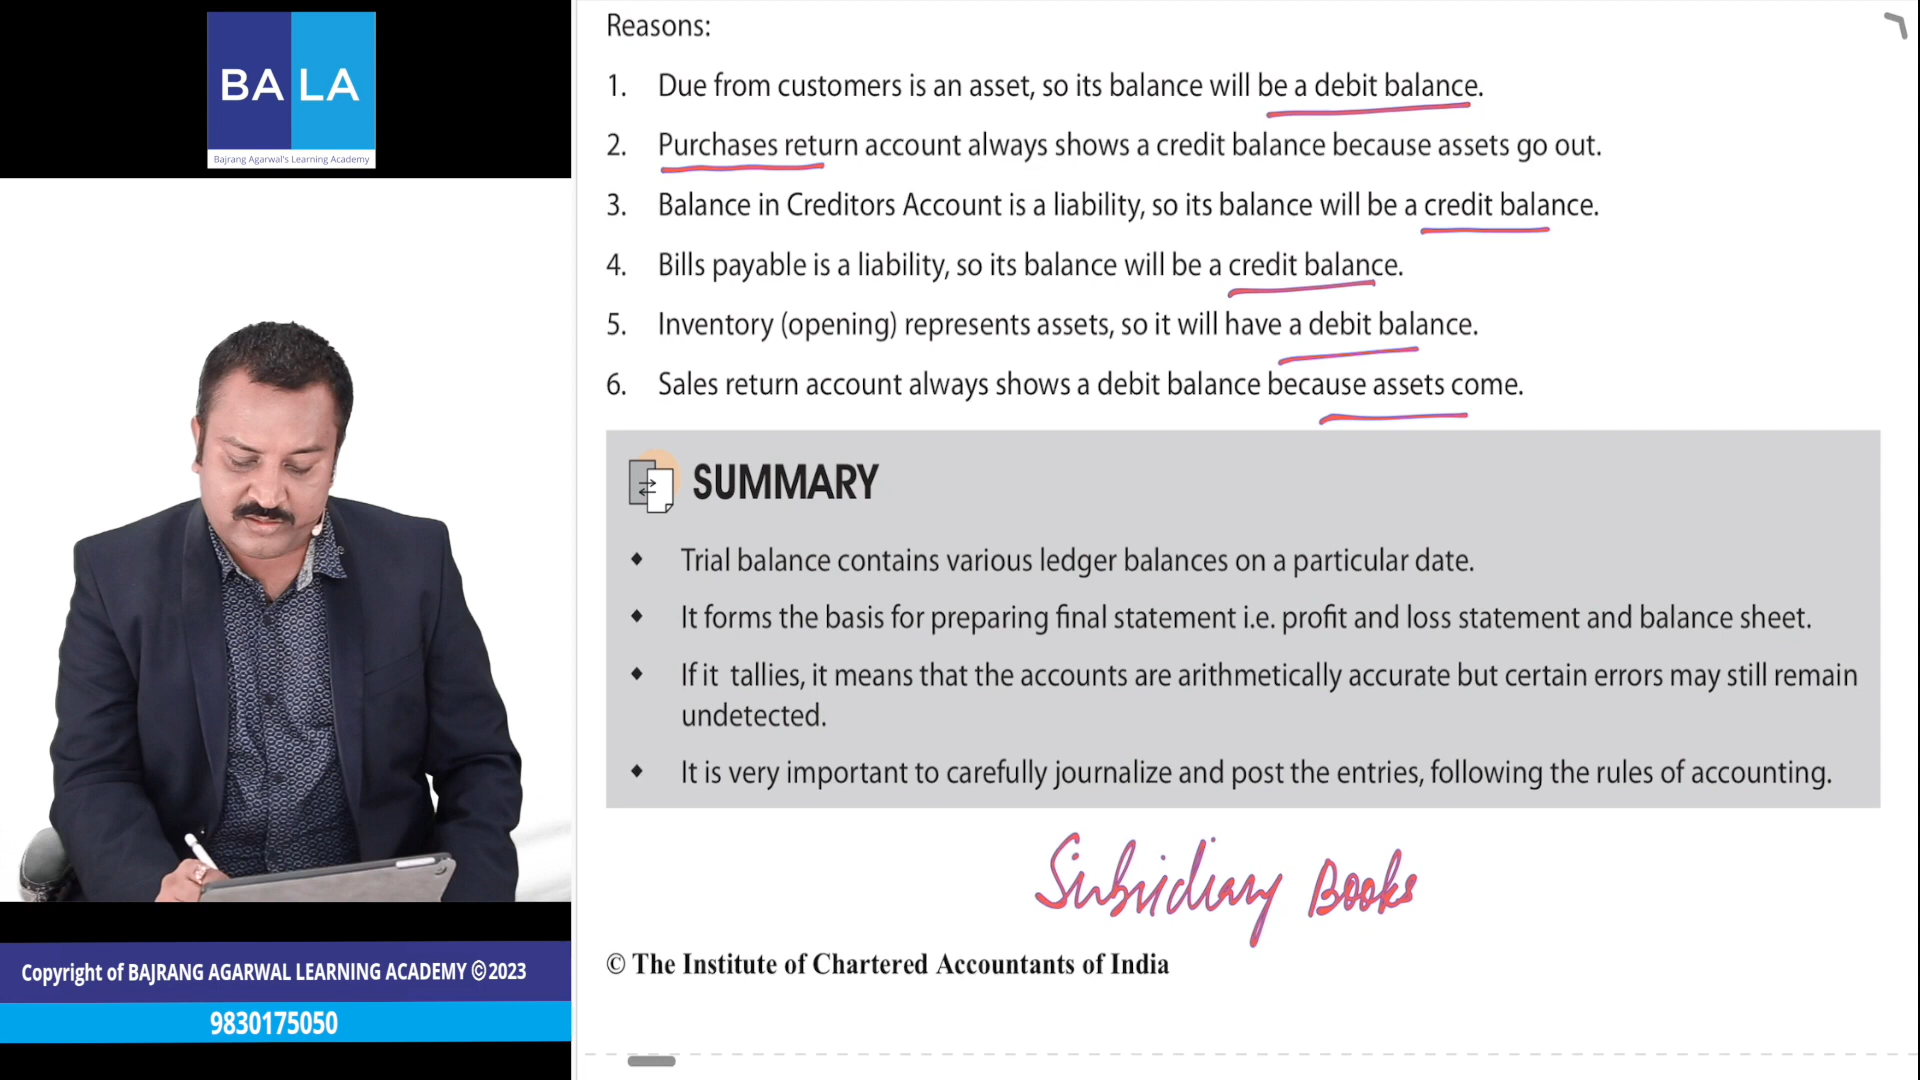 BA LA
Bajrang Agarwal's Learning Academy
Reasons:
1. Due from customers is an asset, so its balance will be a debit balance.
2. Purchases return account always shows a credit balance because assets go out.
3. Balance in Creditors Account is a liability, so its balance will be a credit balance.
4. Bills payable is a liability, so its balance will be a credit balance.
5. Inventory (opening) represents assets, so it will have a debit balance.
6. Sales return account always shows a debit balance because assets come.
SUMMARY
◆ Trial balance contains various ledger balances on a particular date.
◆ It forms the basis for preparing final statement i.e. profit and loss statement and balance sheet.
◆ If it tallies, it means that the accounts are arithmetically accurate but certain errors may still remain
undetected.
◆ It is very important to carefully journalize and post the entries, following the rules of accounting.
Subsidiary Books
© The Institute of Chartered Accountants of India
Copyright of BAJRANG AGARWAL LEARNING ACADEMY ©2023
9830175050